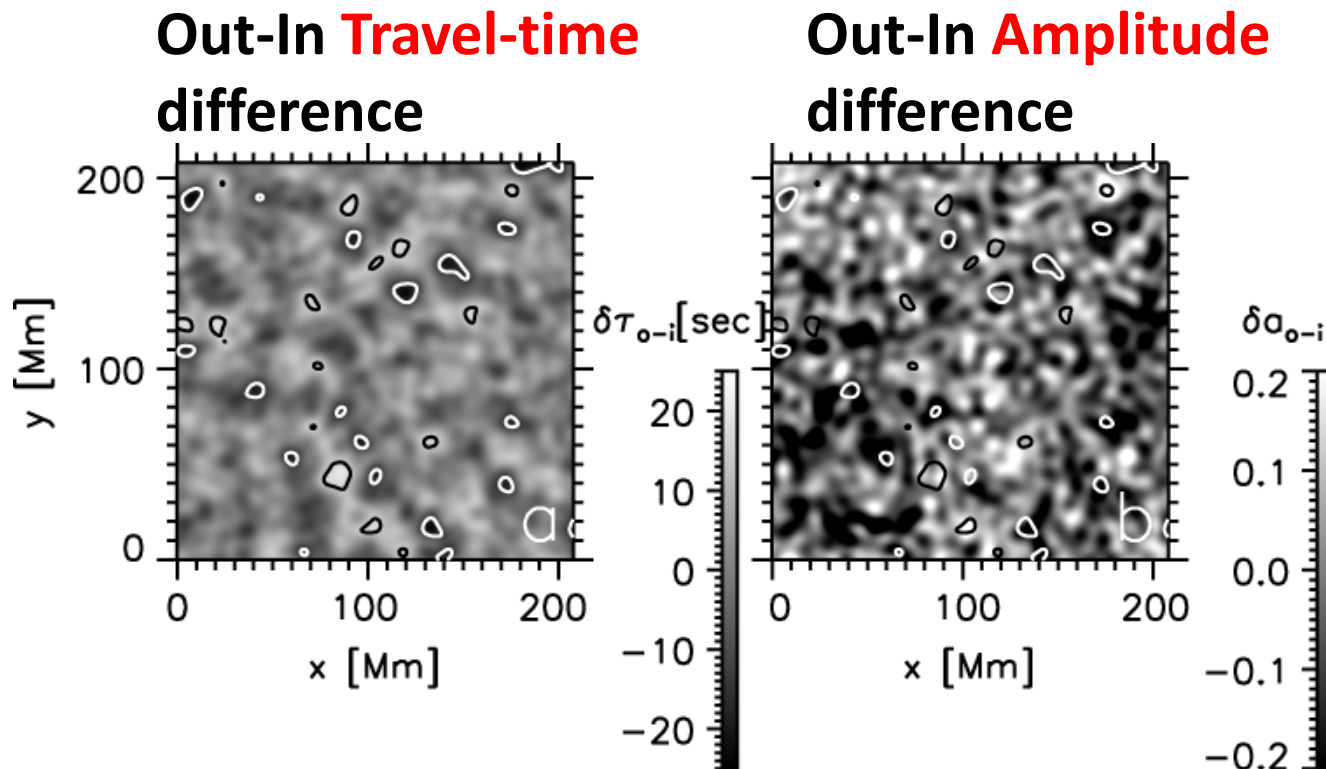 Out-In Travel-time
difference
Out-In Amplitude
difference
200
100
0
y [Mm]
0 100 200
x [Mm]
a
δτo-i[sec]
20
10
0
-10
-20
0 100 200
x [Mm]
b
δao-i
0.2
0.1
0.0
-0.1
-0.2